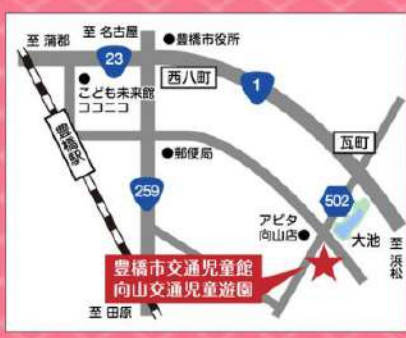 至 蒲郡
至 名古屋
●豊橋市役所
23
西八町
1
●
こども未来館
ココニコ
豊橋駅
瓦町
●郵便局
259
502
アピタ
向山店●
大池
至 浜松
豊橋市交通児童館
向山交通児童遊園
至 田原